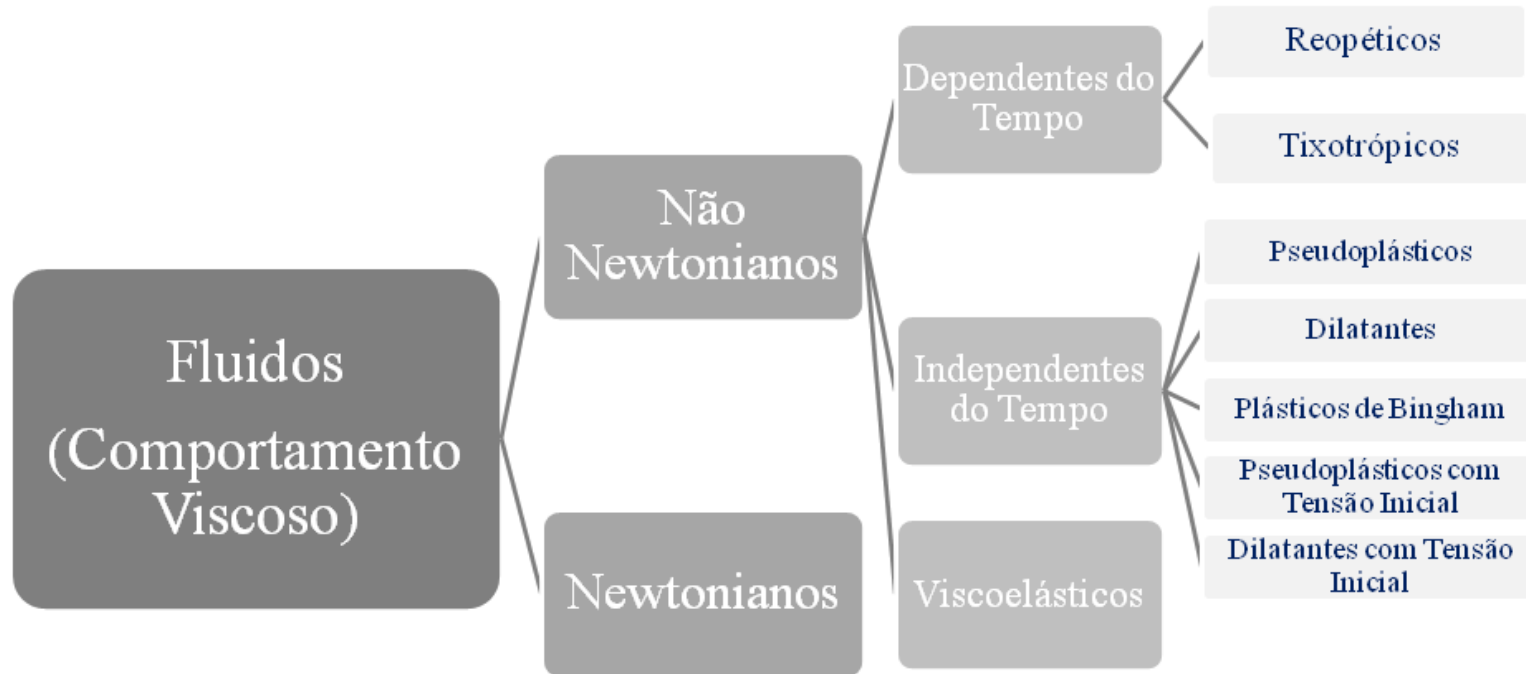 Fluidos
(Comportamento
Viscoso)
Não
Newtonianos
Newtonianos
Dependentes do
Tempo
Independentes
do Tempo
Viscoelásticos
Reopéticos
Tixotrópicos
Pseudoplásticos
Dilatantes
Plásticos de Bingham
Pseudoplásticos com
Tensão Inicial
Dilatantes com Tensão
Inicial